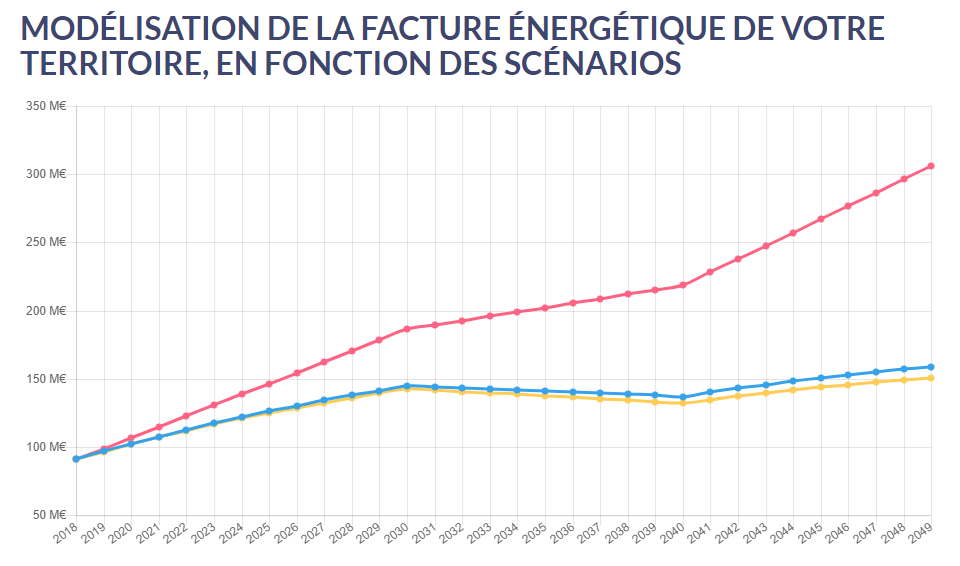 MODÉLISATION DE LA FACTURE ÉNERGÉTIQUE DE VOTRE
TERRITOIRE, EN FONCTION DES SCÉNARIOS
350 M€
300 M€
250 M€
200 M€
150 M€
100 M€
50 M€
2018 2019 2020 2021 2022 2023 2024 2025 2026 2027 2028 2029 2030 2031 2032 2033 2034 2035 2036 2037 2038 2039 2040 2041 2042 2043 2044 2045 2046 2047 2048 2049